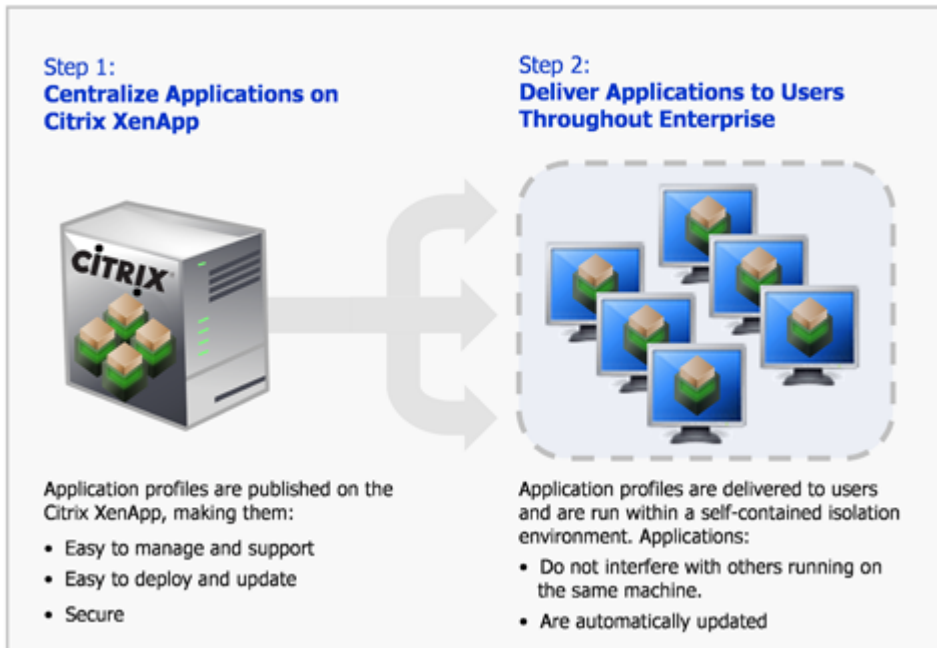 Step 1:
Centralize Applications on
Citrix XenApp
CiTRIX®
Application profiles are published on the
Citrix XenApp, making them:
• Easy to manage and support
• Easy to deploy and update
• Secure
Step 2:
Deliver Applications to Users
Throughout Enterprise
Application profiles are delivered to users
and are run within a self-contained isolation
environment. Applications:
• Do not interfere with others running on
the same machine.
• Are automatically updated